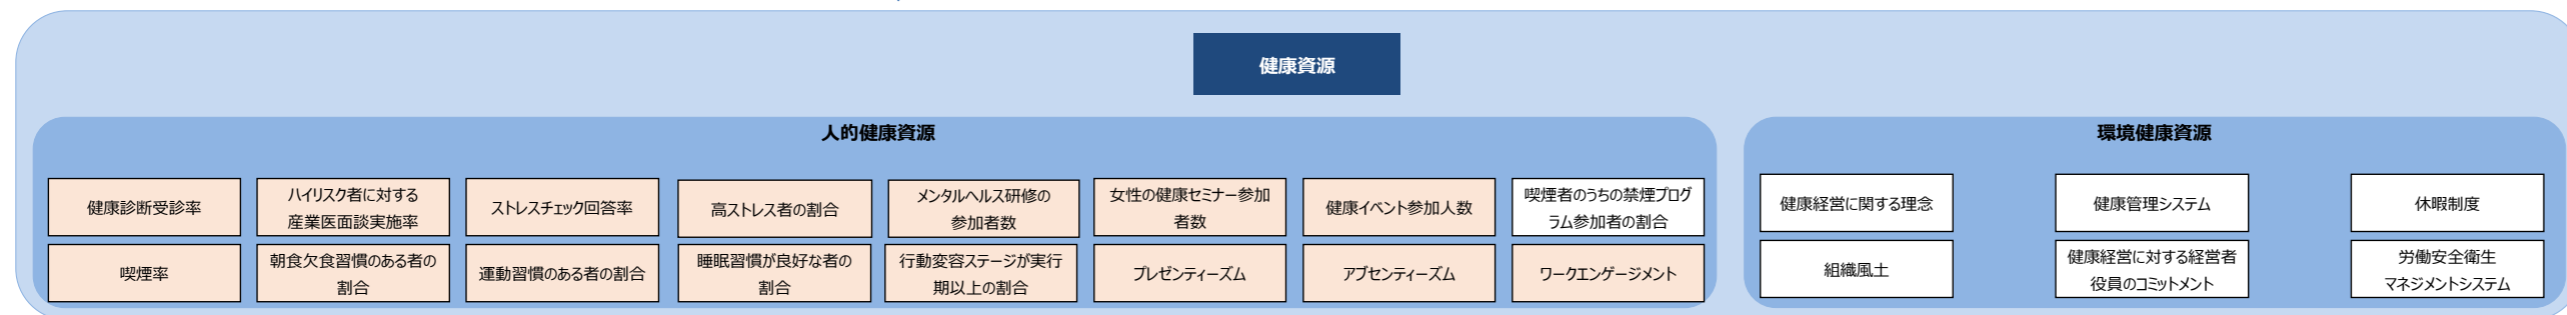 健康資源
人的健康資源
健康診断受診率
ハイリスク者に対する
産業医面談実施率
ストレスチェック回答率
高ストレス者の割合
メンタルヘルス研修の
参加者数
女性の健康セミナー参加
者数
健康イベント参加人数
喫煙者のうちの禁煙プログ
ラム参加者の割合
喫煙率
朝食欠食習慣のある者の
割合
運動習慣のある者の割合
睡眠習慣が良好な者の
割合
行動変容ステージが実行
期以上の割合
プレゼンティーズム
アブセンティーズム
ワークエンゲージメント
環境健康資源
健康経営に関する理念
健康管理システム
休暇制度
組織風土
健康経営に対する経営者
役員のコミットメント
労働安全衛生
マネジメントシステム